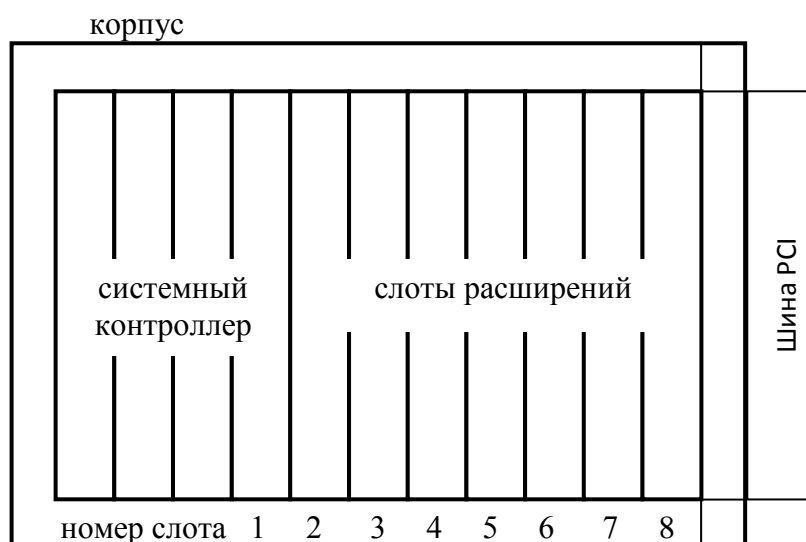 корпус
системный
контроллер
слоты расширений
Шина PCI
номер слота 1 2 3 4 5 6 7 8